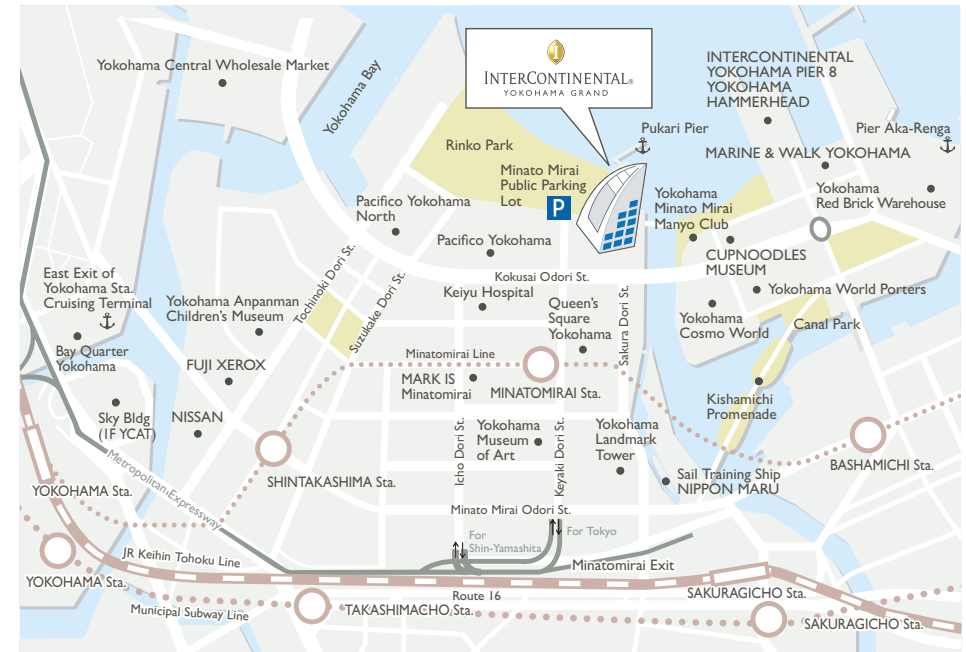 Yokohama Central Wholesale Market
Yokohama Bay
INTERCONTINENTAL®
YOKOHAMA GRAND
INTERCONTINENTAL
YOKOHAMA PIER 8
YOKOHAMA
HAMMERHEAD
Pukari Pier
Pier Aka-Renga
Rinko Park
MARINE & WALK YOKOHAMA
Minato Mirai
Public Parking
Lot
P
Pacifico Yokohama
North
Yokohama
Minato Mirai
Manyo Club
Yokohama
Red Brick Warehouse
Pacifico Yokohama
CUPNOODLES
MUSEUM
Tochinoki Dori St.
Suzukake Dori St.
Kokusai Odori St.
East Exit of
Yokohama Sta.
Cruising Terminal
Keiyu Hospital
Yokohama World Porters
Yokohama Anpanman
Children's Museum
Queen's
Square
Yokohama
Sakura Dori St.
Yokohama
Cosmo World
Canal Park
Bay Quarter
Yokohama
FUJI XEROX
Minatomirai Line
MARK IS
Minatomirai
MINATOMIRAI Sta.
Kishamichi
Promenade
Sky Bldg
(1F YCAT)
NISSAN
Icho Dori St.
Yokohama
Museum
of Art
Keyaki Dori St.
Yokohama
Landmark
Tower
Metropolitan Expressway
BASHAMICHI Sta.
SHINTAKASHIMA Sta.
Sail Training Ship
NIPPON MARU
YOKOHAMA Sta.
Minato Mirai Odori St.
For
Shin-Yamashita
For Tokyo
JR Keihin Tohoku Line
Minatomirai Exit
YOKOHAMA Sta.
Route 16
SAKURAGICHO Sta.
Municipal Subway Line
TAKASHIMACHO Sta.
SAKURAGICHO Sta.